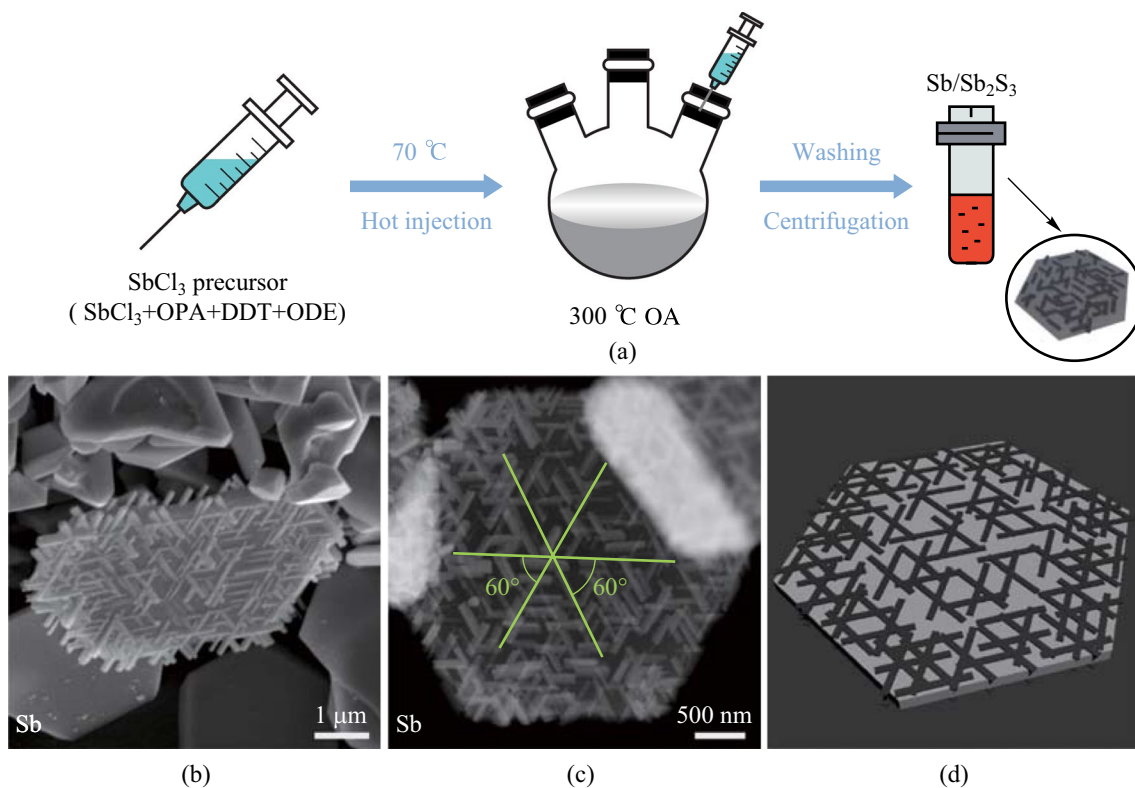 Sb/Sb₂S₃
70 ℃
Hot injection
Washing
Centrifugation
SbCl₃ precursor
( SbCl₃+OPA+DDT+ODE)
300 ℃ OA
(a)
60°
60°
Sb
1 μm
Sb
500 nm
(b)
(c)
(d)